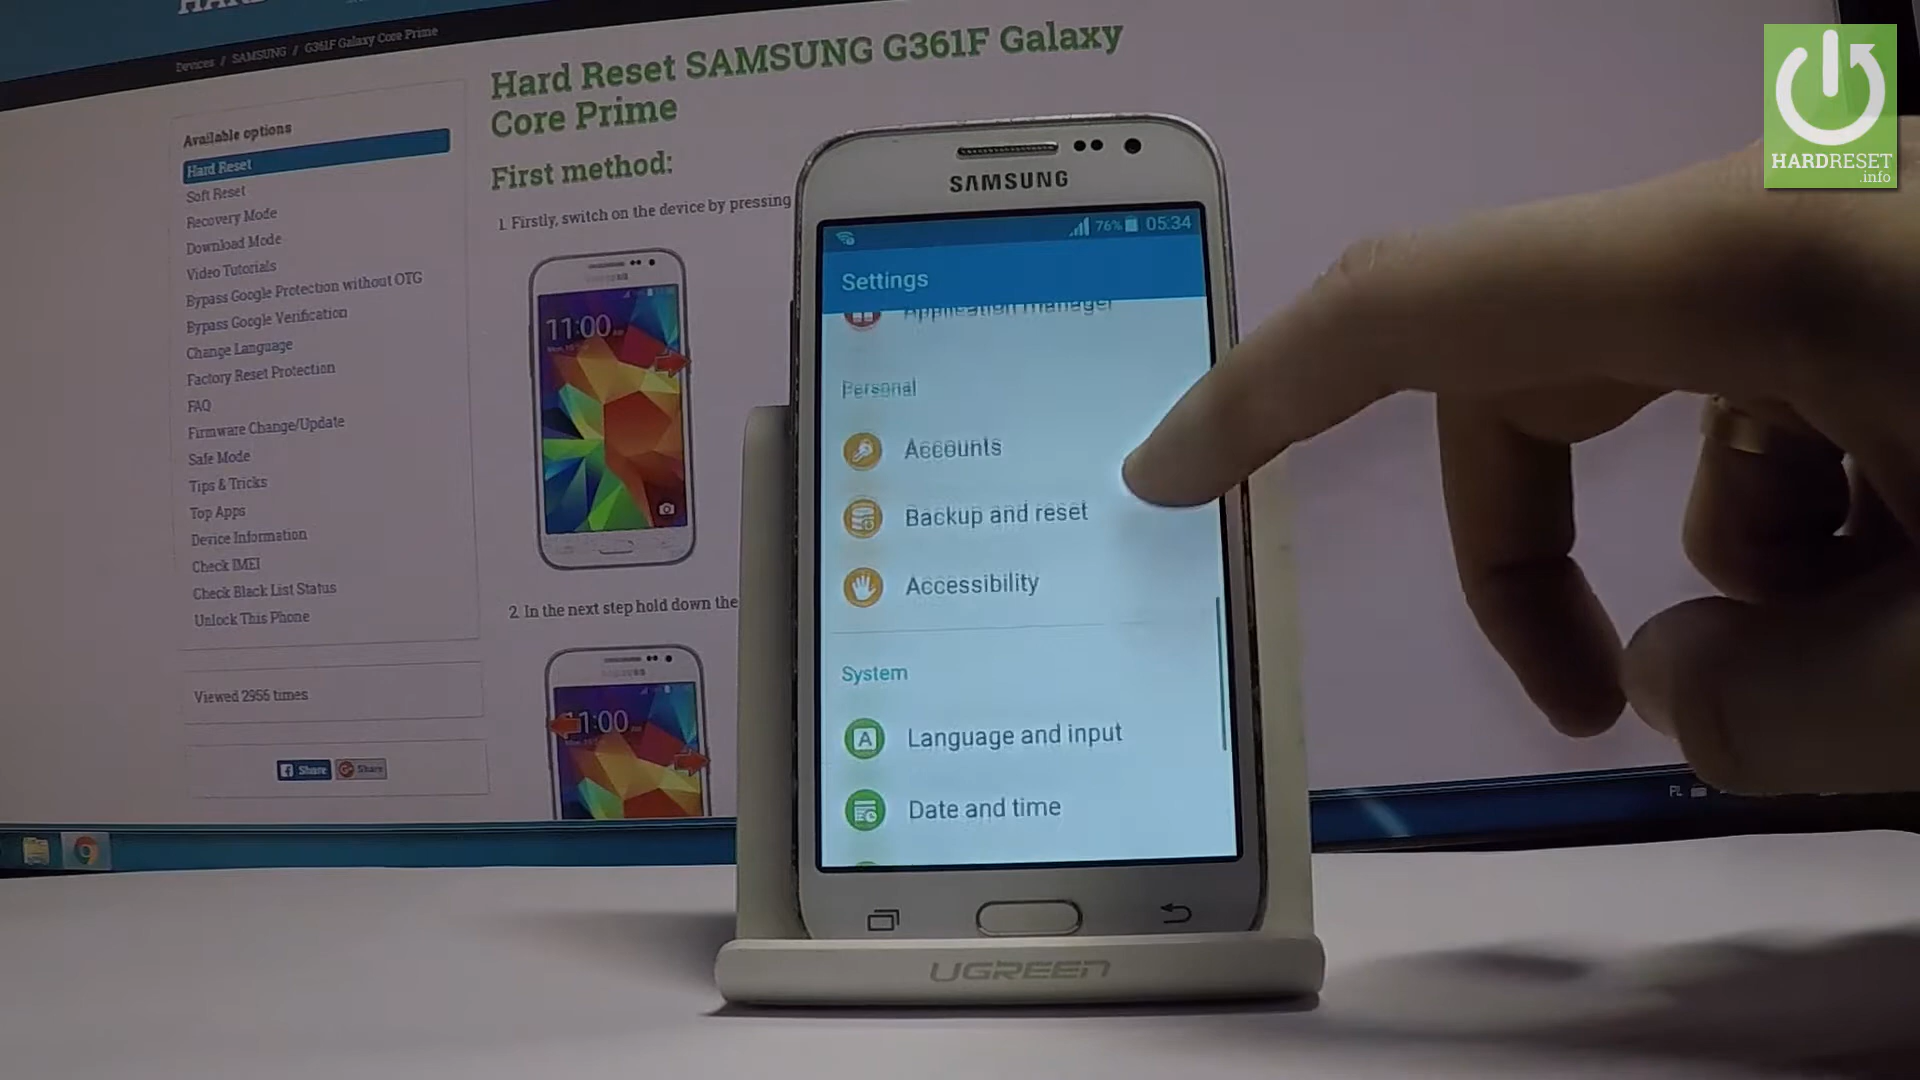 Devices / SAMSUNG / G361F Galaxy Core Prime
Available options
Hard Reset
Soft Reset
Recovery Mode
Download Mode
Video Tutorials
Bypass Google Protection without OTG
Bypass Google Verification
Change Language
Factory Reset Protection
FAQ
Firmware Change/Update
Safe Mode
Tips & Tricks
Top Apps
Device Information
Check IMEI
Check Black List Status
Unlock This Phone
Viewed 2955 times
Share
Share
Hard Reset SAMSUNG G361F Galaxy
Core Prime
First method:
1. Firstly, switch on the device by pressing
11:00
2. In the next step hold down the
11:00
SAMSUNG
76% 05:34
Settings
Application manager
Personal
Accounts
Backup and reset
Accessibility
System
Language and input
Date and time
UGREEN
PL
HARDRESET
.info